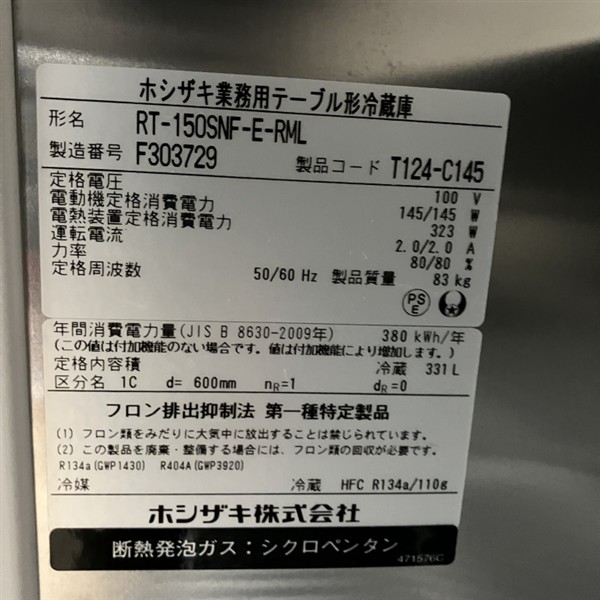 ホシザキ業務用テーブル形冷蔵庫
形名 RT-150SNF-E-RML
製造番号 F303729 製品コード T124-C145
定格電圧 100 V
電動機定格消費電力 145/145 W
電熱装置定格消費電力 323 W
運転電流 2.0/2.0 A
力率 80/80 %
定格周波数 50/60 Hz 製品質量 83 kg
PS
E
年間消費電力量(JIS B 8630-2009年) 380 kWh/年
(この値は付加機能のない場合です。値は付加機能により増加します。)
定格内容積 冷蔵 331L
区分名 1C d= 600mm nR=1 dR=0
フロン排出抑制法 第一種特定製品
(1) フロン類をみだりに大気中に放出することは禁じられています。
(2) この製品を廃棄・整備する場合には、フロン類の回収が必要です。
R134a(GWP1430) R404A(GWP3920)
冷媒 冷蔵 HFC R134a/110g
ホシザキ株式会社
断熱発泡ガス：シクロペンタン
471576C